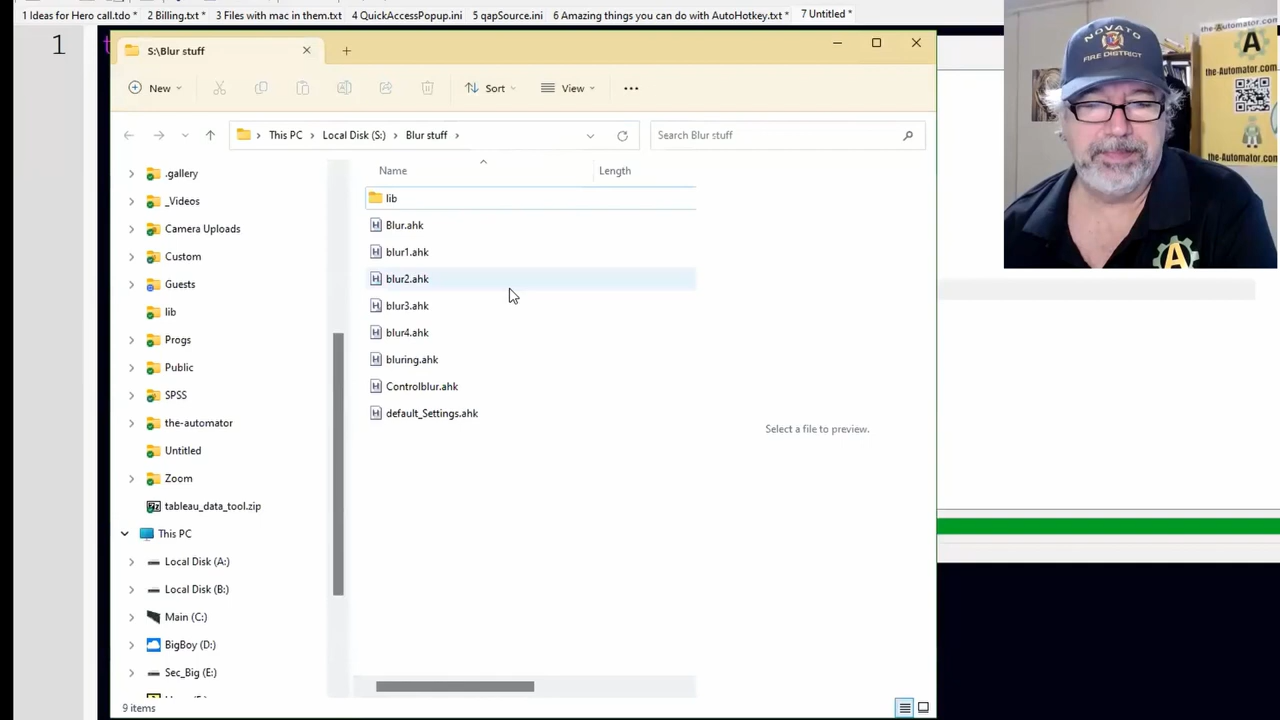 1 Ideas for Hero call.tdo * 2 Billing.txt * 3 Files with mac in them.txt 4 QuickAccessPopup.ini 5 qapSource.ini 6 Amazing things you can do with AutoHotkey.txt * 7 Untitled *
1
S:\Blur stuff
New
Sort
View
This PC > Local Disk (S:) > Blur stuff >
Search Blur stuff
Name
Length
.gallery
_Videos
Camera Uploads
Custom
Guests
lib
Progs
Public
SPSS
the-automator
Untitled
Zoom
tableau_data_tool.zip
This PC
Local Disk (A:)
Local Disk (B:)
Main (C:)
BigBoy (D:)
Sec_Big (E:)
lib
Blur.ahk
blur1.ahk
blur2.ahk
blur3.ahk
blur4.ahk
bluring.ahk
Controlblur.ahk
default_Settings.ahk
Select a file to preview.
9 items
NOVATO
FIRE DISTRICT
the-Automator.com
A
the-Automator.com
A